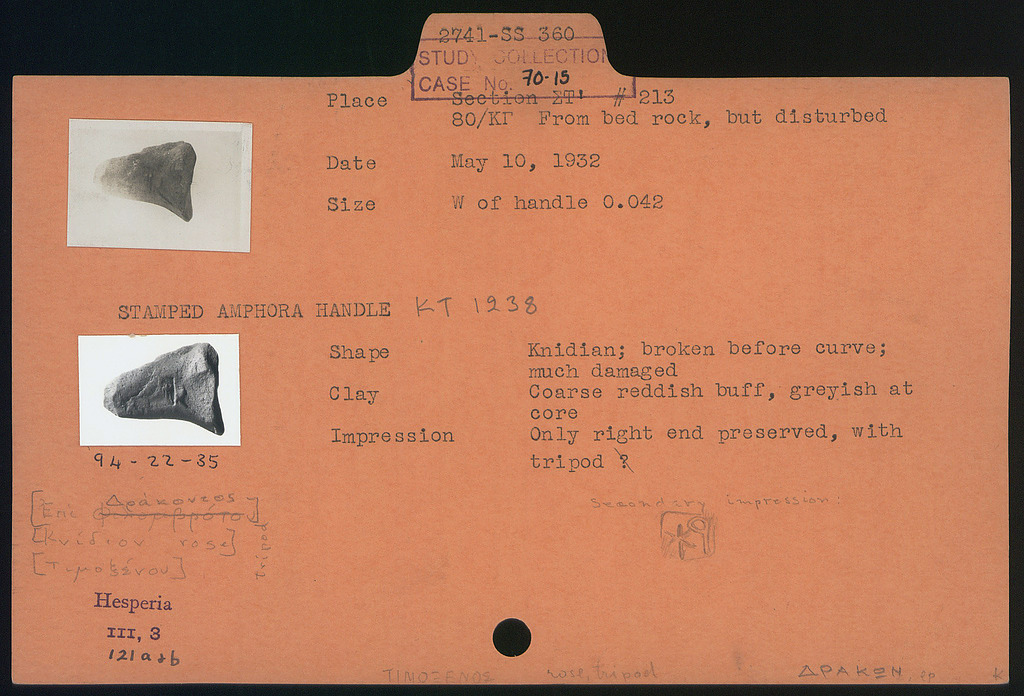 2741-SS 360
STUDY COLLECTION
CASE No. 70-15
Place Section ΣΤ' # 213
80/ΚΓ From bed rock, but disturbed
Date May 10, 1932
Size W of handle 0.042
STAMPED AMPHORA HANDLE KT 1238
Shape Knidian; broken before curve;
much damaged
Clay Coarse reddish buff, greyish at
core
Impression Only right end preserved, with
tripod ?
94-22-35
Δράκοντος
[Ἐπὶ Φιλομβρότου]
[Κνίδιον rose]
[Τιμοξένου]
tripod
Secondary impression:
Hesperia
III, 3
121 a+b
ΤΙΜΟΞΕΝΟΣ rose, tripod ΔΡΑΚΩΝ, ep K